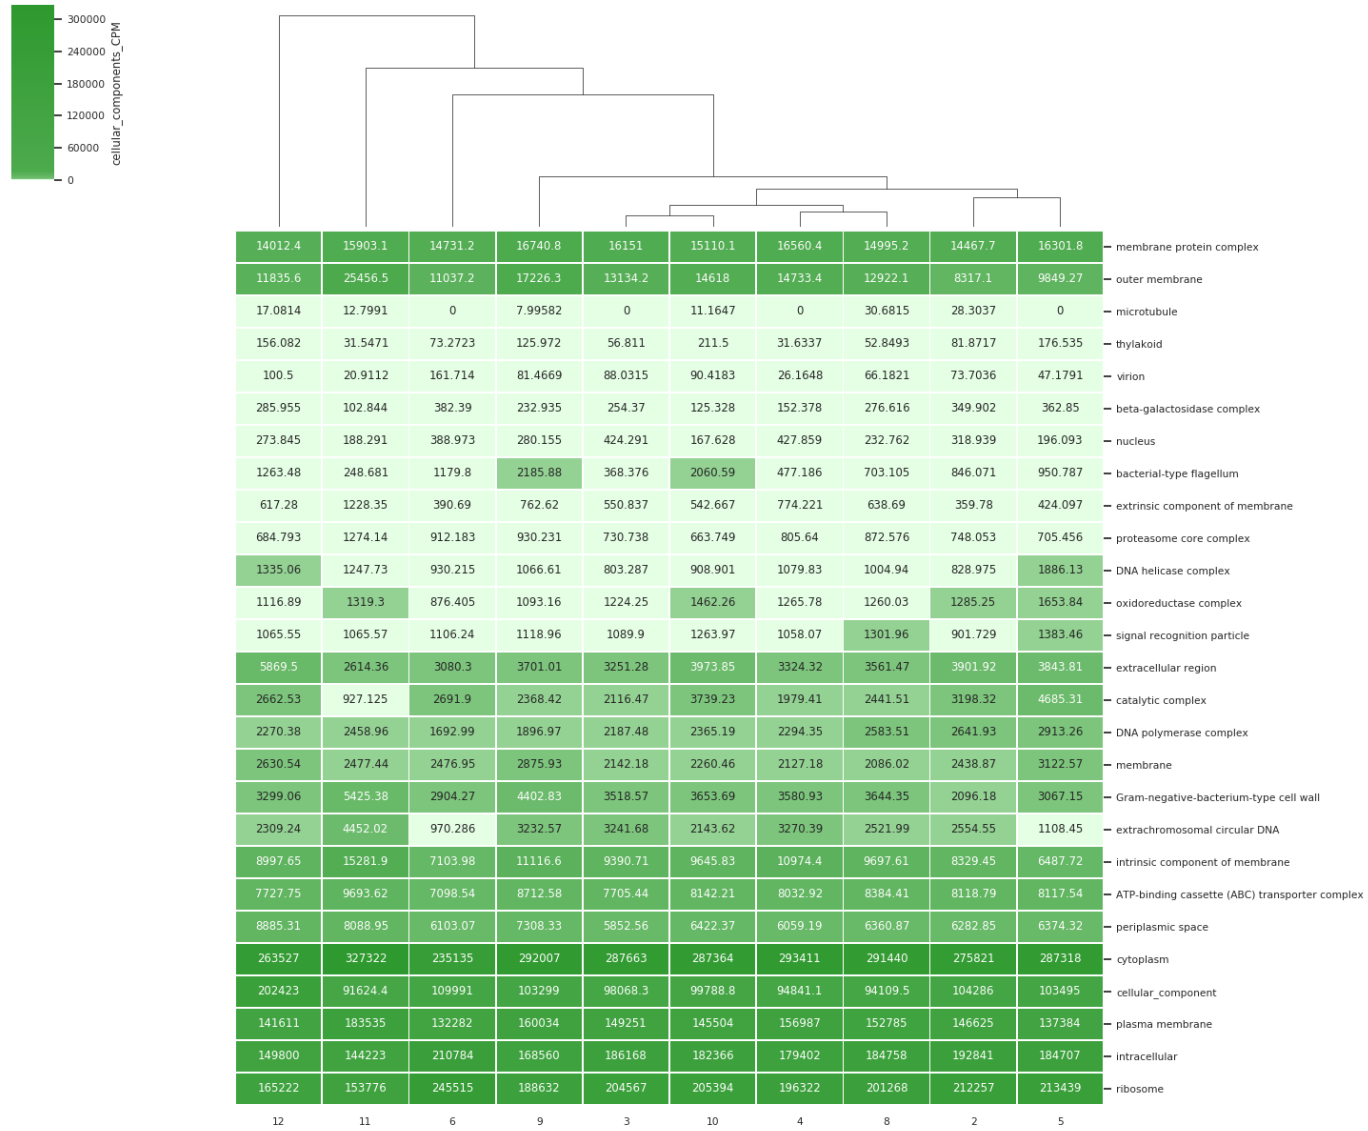 300000
240000
180000
120000
60000
0
cellular_components_CPM
14012.4 15903.1 14731.2 16740.8 16151 15110.1 16560.4 14995.2 14467.7 16301.8 membrane protein complex
11835.6 25456.5 11037.2 17226.3 13134.2 14618 14733.4 12922.1 8317.1 9849.27 outer membrane
17.0814 12.7991 0 7.99582 0 11.1647 0 30.6815 28.3037 0 microtubule
156.082 31.5471 73.2723 125.972 56.811 211.5 31.6337 52.8493 81.8717 176.535 thylakoid
100.5 20.9112 161.714 81.4669 88.0315 90.4183 26.1648 66.1821 73.7036 47.1791 virion
285.955 102.844 382.39 232.935 254.37 125.328 152.378 276.616 349.902 362.85 beta-galactosidase complex
273.845 188.291 388.973 280.155 424.291 167.628 427.859 232.762 318.939 196.093 nucleus
1263.48 248.681 1179.8 2185.88 368.376 2060.59 477.186 703.105 846.071 950.787 bacterial-type flagellum
617.28 1228.35 390.69 762.62 550.837 542.667 774.221 638.69 359.78 424.097 extrinsic component of membrane
684.793 1274.14 912.183 930.231 730.738 663.749 805.64 872.576 748.053 705.456 proteasome core complex
1335.06 1247.73 930.215 1066.61 803.287 908.901 1079.83 1004.94 828.975 1886.13 DNA helicase complex
1116.89 1319.3 876.405 1093.16 1224.25 1462.26 1265.78 1260.03 1285.25 1653.84 oxidoreductase complex
1065.55 1065.57 1106.24 1118.96 1089.9 1263.97 1058.07 1301.96 901.729 1383.46 signal recognition particle
5869.5 2614.36 3080.3 3701.01 3251.28 3973.85 3324.32 3561.47 3901.92 3843.81 extracellular region
2662.53 927.125 2691.9 2368.42 2116.47 3739.23 1979.41 2441.51 3198.32 4685.31 catalytic complex
2270.38 2458.96 1692.99 1896.97 2187.48 2365.19 2294.35 2583.51 2641.93 2913.26 DNA polymerase complex
2630.54 2477.44 2476.95 2875.93 2142.18 2260.46 2127.18 2086.02 2438.87 3122.57 membrane
3299.06 5425.38 2904.27 4402.83 3518.57 3653.69 3580.93 3644.35 2096.18 3067.15 Gram-negative-bacterium-type cell wall
2309.24 4452.02 970.286 3232.57 3241.68 2143.62 3270.39 2521.99 2554.55 1108.45 extrachromosomal circular DNA
8997.65 15281.9 7103.98 11116.6 9390.71 9645.83 10974.4 9697.61 8329.45 6487.72 intrinsic component of membrane
7727.75 9693.62 7098.54 8712.58 7705.44 8142.21 8032.92 8384.41 8118.79 8117.54 ATP-binding cassette (ABC) transporter complex
8885.31 8088.95 6103.07 7308.33 5852.56 6422.37 6059.19 6360.87 6282.85 6374.32 periplasmic space
263527 327322 235135 292007 287663 287364 293411 291440 275821 287318 cytoplasm
202423 91624.4 109991 103299 98068.3 99788.8 94841.1 94109.5 104286 103495 cellular_component
141611 183535 132282 160034 149251 145504 156987 152785 146625 137384 plasma membrane
149800 144223 210784 168560 186168 182366 179402 184758 192841 184707 intracellular
165222 153776 245515 188632 204567 205394 196322 201268 212257 213439 ribosome
12 11 6 9 3 10 4 8 2 5